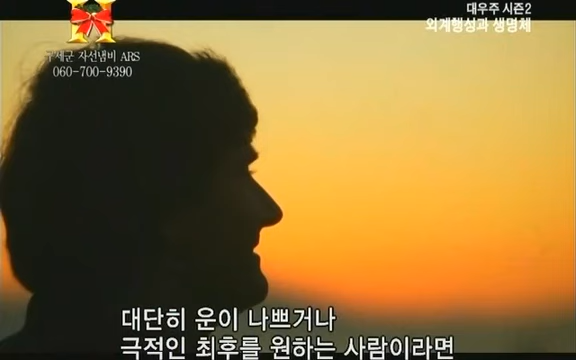 대우주 시즌2
외계행성과 생명체
구세군 자선냄비 ARS
060-700-9390
대단히 운이 나쁘거나
극적인 최후를 원하는 사람이라면